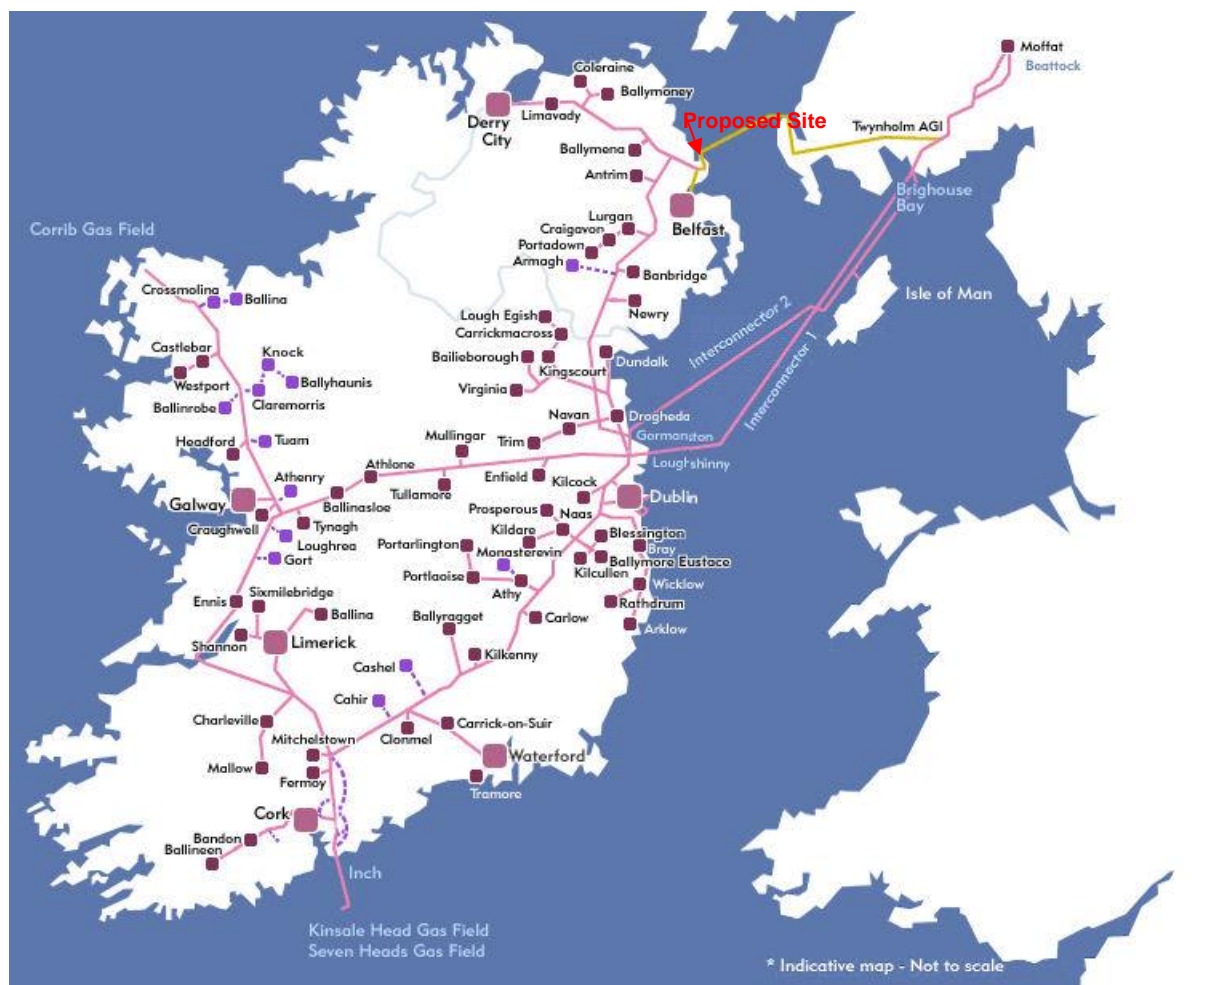 Moffat
Beattock
Coleraine
Ballymoney
Limavady
Derry
City
Proposed Site
Twynholm AGI
Ballymena
Antrim
Brighouse
Bay
Belfast
Lurgan
Craigavon
Portadown
Armagh
Banbridge
Newry
Isle of Man
Corrib Gas Field
Crossmolina
Ballina
Lough Egish
Carrickmacross
Bailieborough
Kingscourt
Dundalk
Virginia
Interconnector 2
Interconnector 1
Castlebar
Westport
Knock
Ballyhaunis
Claremorris
Ballinrobe
Navan
Drogheda
Trim
Gormanston
Loughshinny
Headford
Tuam
Mullingar
Athlone
Athenry
Tullamore
Enfield
Kilcock
Dublin
Galway
Ballinasloe
Craughwell
Tynagh
Loughrea
Gort
Prosperous
Naas
Kildare
Blessington
Bray
Portarlington
Monasterevin
Ballymore Eustace
Kilcullen
Portlaoise
Athy
Wicklow
Rathdrum
Arklow
Ennis
Sixmilebridge
Ballina
Ballyragget
Carlow
Shannon
Limerick
Kilkenny
Cashel
Cahir
Charleville
Mitchelstown
Clonmel
Carrick-on-Suir
Waterford
Mallow
Fermoy
Tramore
Cork
Bandon
Ballineen
Inch
Kinsale Head Gas Field
Seven Heads Gas Field
* Indicative map - Not to scale